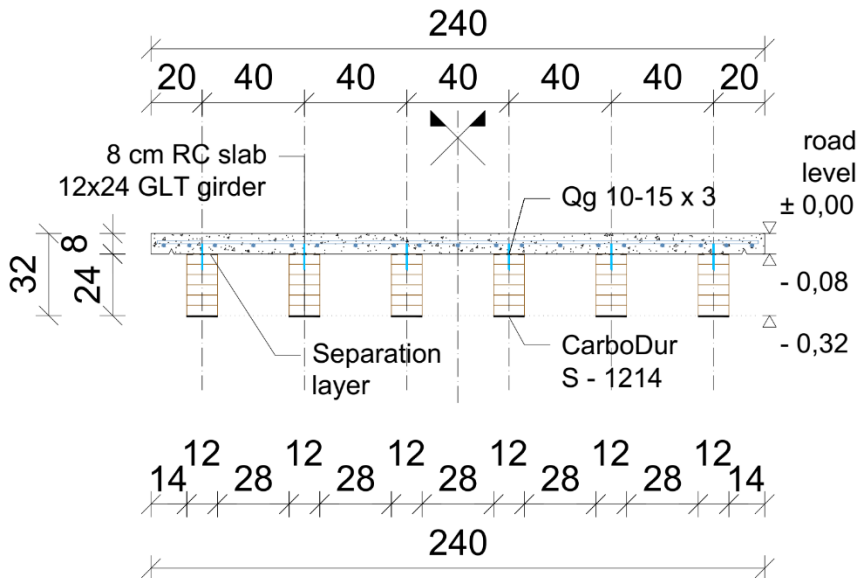 240
20 40 40 40 40 40 20
8 cm RC slab
12x24 GLT girder
road
level
± 0,00
Qg 10-15 x 3
32
8
24
- 0,08
- 0,32
Separation
layer
CarboDur
S - 1214
12 12 12 12 12 12
14 28 28 28 28 28 14
240